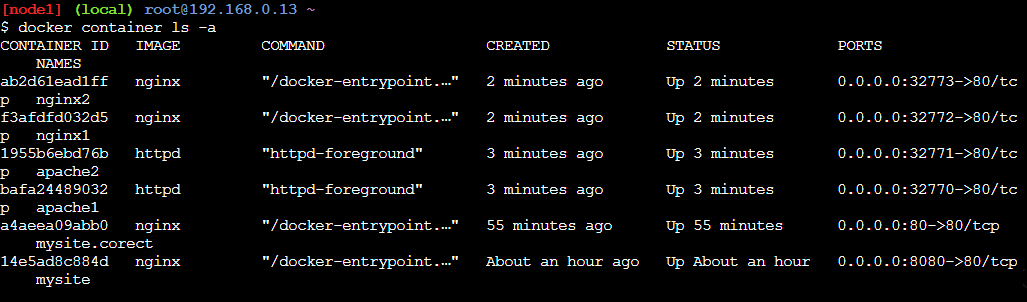 [node1] (local) root@192.168.0.13 ~
$ docker container ls -a
CONTAINER ID   IMAGE         COMMAND                  CREATED             STATUS             PORTS
    NAMES
ab2d61ead1ff   nginx         "/docker-entrypoint.…"   2 minutes ago       Up 2 minutes       0.0.0.0:32773->80/tc
p   nginx2
f3afdfd032d5   nginx         "/docker-entrypoint.…"   2 minutes ago       Up 2 minutes       0.0.0.0:32772->80/tc
p   nginx1
1955b6ebd76b   httpd         "httpd-foreground"       3 minutes ago       Up 3 minutes       0.0.0.0:32771->80/tc
p   apache2
bafa24489032   httpd         "httpd-foreground"       3 minutes ago       Up 3 minutes       0.0.0.0:32770->80/tc
p   apache1
a4aeea09abb0   nginx         "/docker-entrypoint.…"   55 minutes ago      Up 55 minutes      0.0.0.0:80->80/tcp
    mysite.corect
14e5ad8c884d   nginx         "/docker-entrypoint.…"   About an hour ago   Up About an hour   0.0.0.0:8080->80/tcp
    mysite